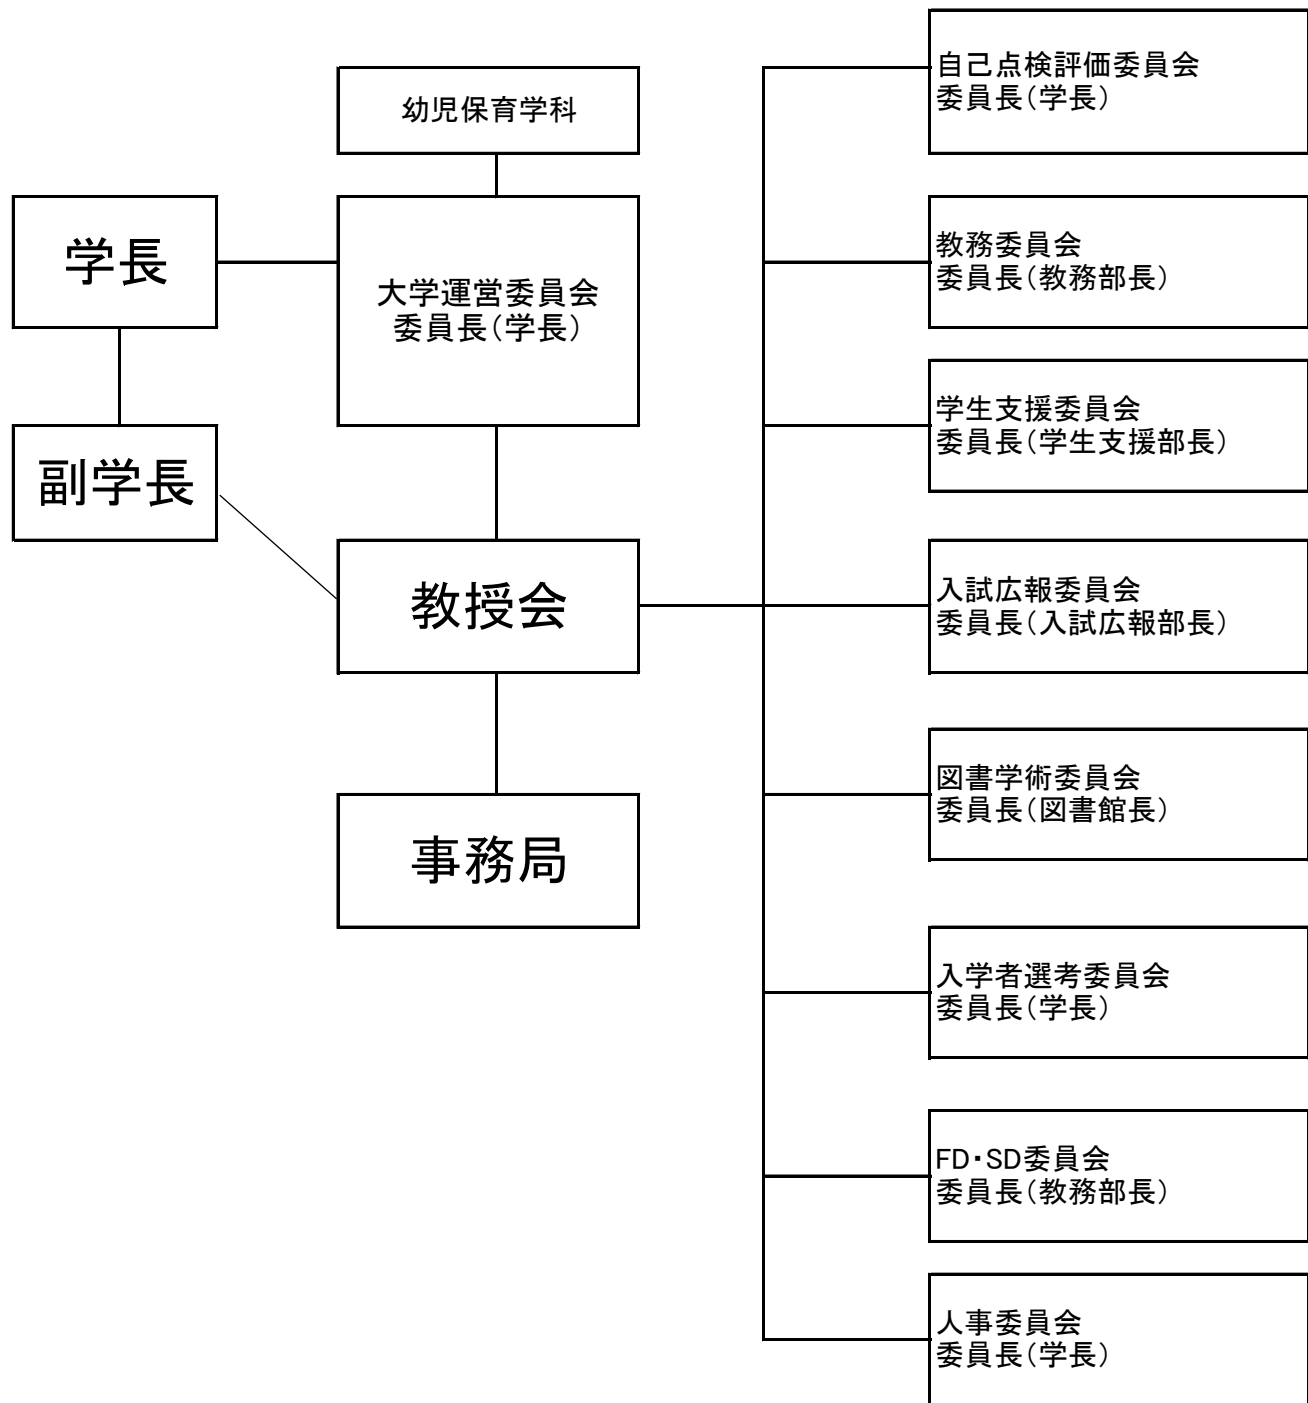 幼児保育学科
学長
大学運営委員会
委員長（学長）
副学長
教授会
事務局
自己点検評価委員会
委員長（学長）
教務委員会
委員長（教務部長）
学生支援委員会
委員長（学生支援部長）
入試広報委員会
委員長（入試広報部長）
図書学術委員会
委員長（図書館長）
入学者選考委員会
委員長（学長）
FD・SD委員会
委員長（教務部長）
人事委員会
委員長（学長）